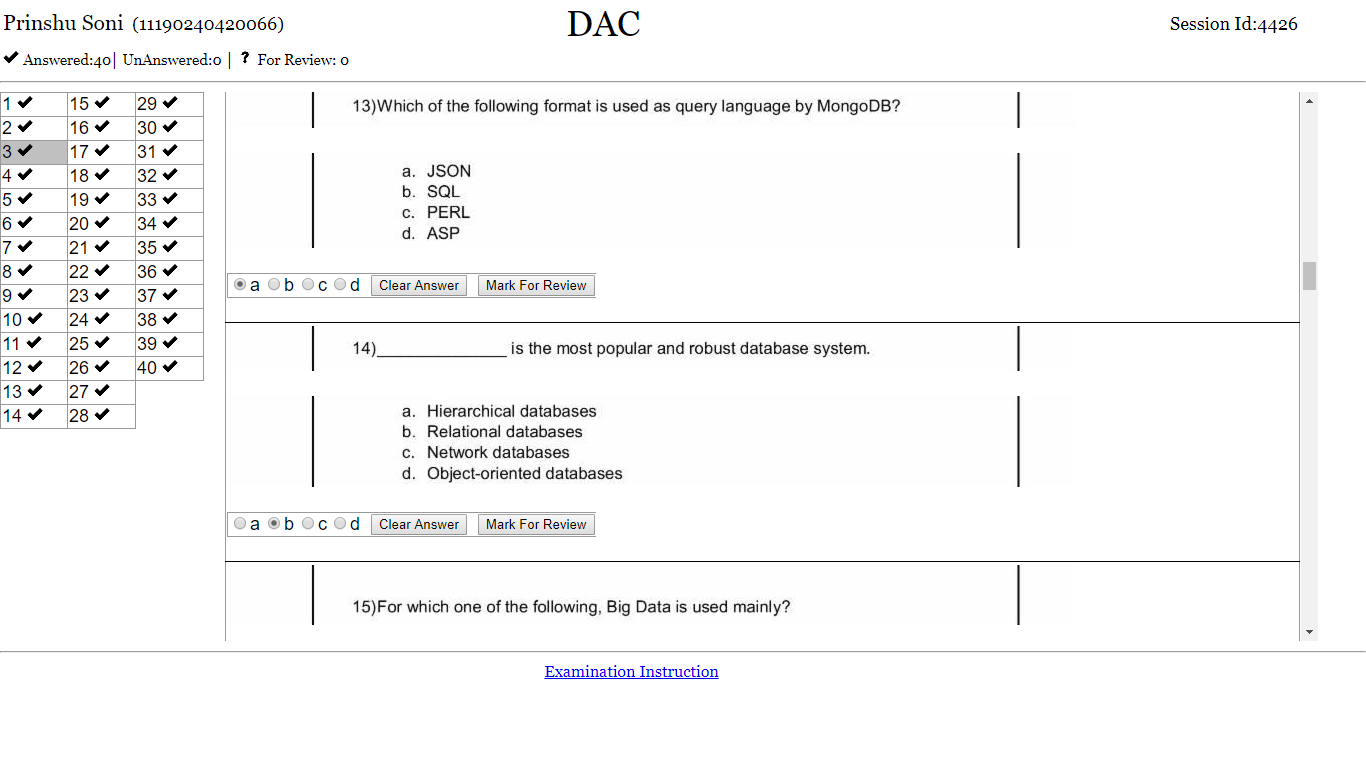 Prinshu Soni (11190240420066)
DAC
Session Id:4426
Answered:40| UnAnswered:0 | ? For Review: 0
1 15 29
2 16 30
3 17 31
4 18 32
5 19 33
6 20 34
7 21 35
8 22 36
9 23 37
10 24 38
11 25 39
12 26 40
13 27
14 28
13)Which of the following format is used as query language by MongoDB?
a. JSON
b. SQL
c. PERL
d. ASP
a b c d Clear Answer Mark For Review
14)______________ is the most popular and robust database system.
a. Hierarchical databases
b. Relational databases
c. Network databases
d. Object-oriented databases
a b c d Clear Answer Mark For Review
15)For which one of the following, Big Data is used mainly?
Examination Instruction